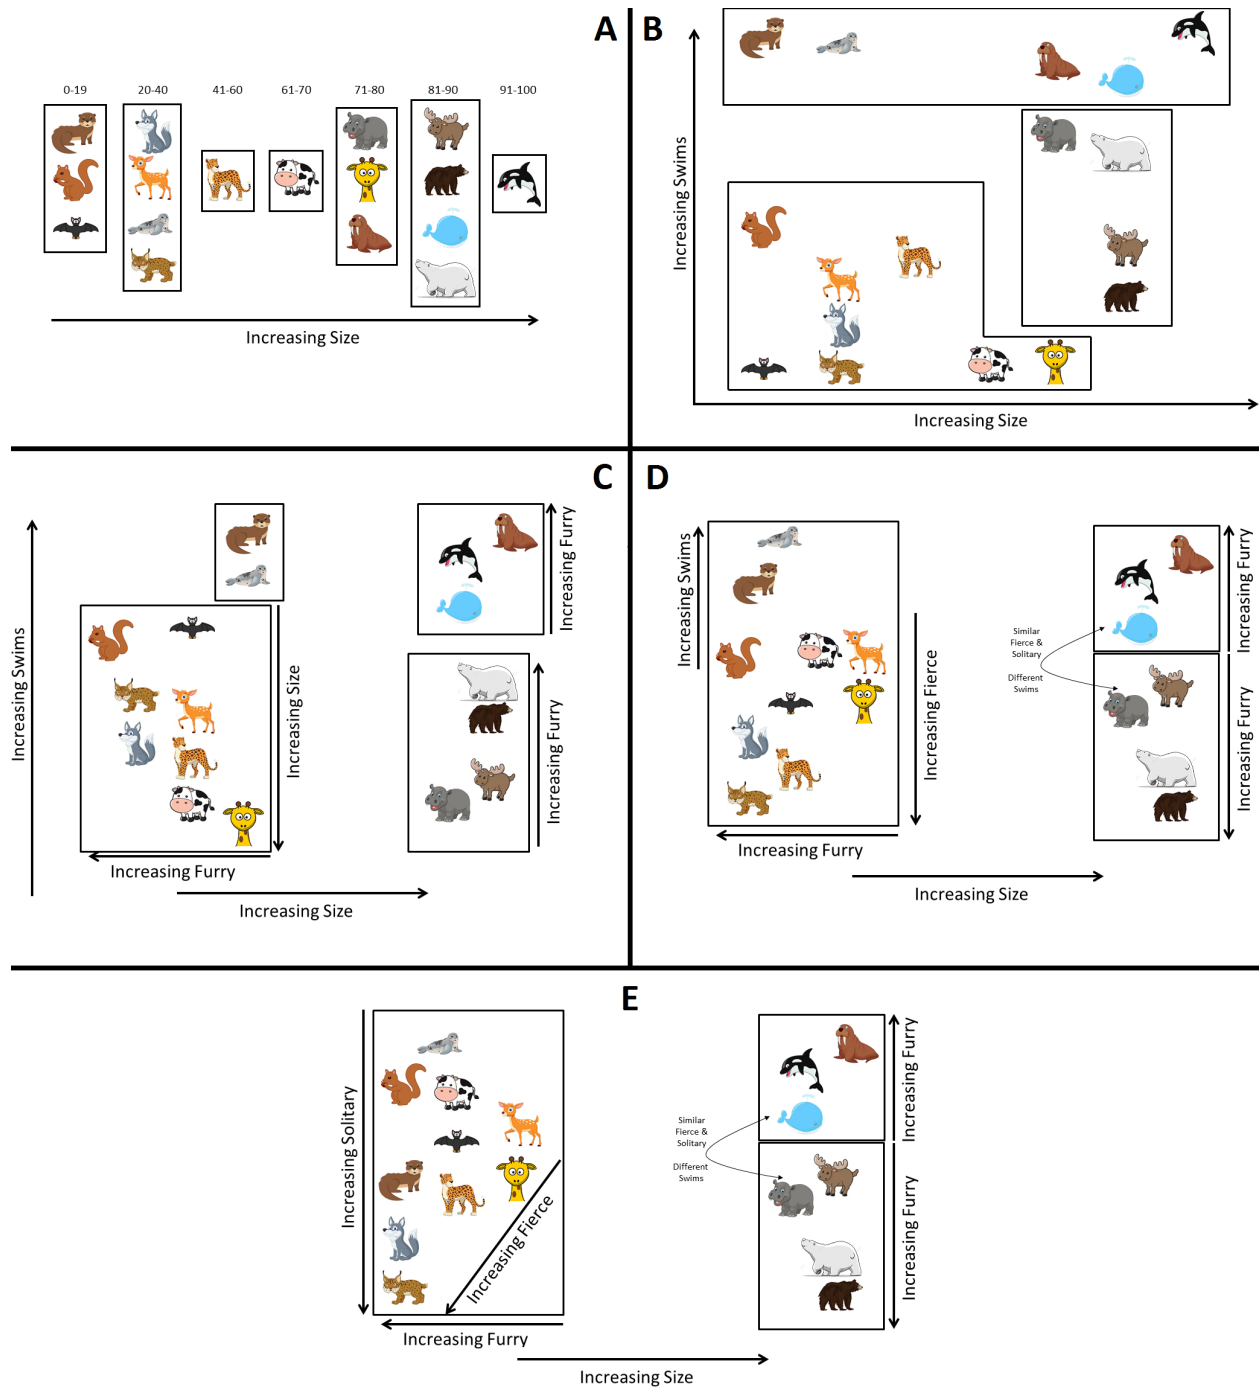 A
0-19
20-40
41-60
61-70
71-80
81-90
91-100
Increasing Size
B
Increasing Swims
Increasing Size
C
Increasing Swims
Increasing Furry
Increasing Size
Increasing Furry
Increasing Furry
Increasing Size
D
Increasing Swims
Increasing Fierce
Increasing Furry
Similar
Fierce &
Solitary
Different
Swims
Increasing Furry
Increasing Furry
Increasing Size
E
Increasing Solitary
Increasing Fierce
Increasing Furry
Similar
Fierce &
Solitary
Different
Swims
Increasing Furry
Increasing Furry
Increasing Size